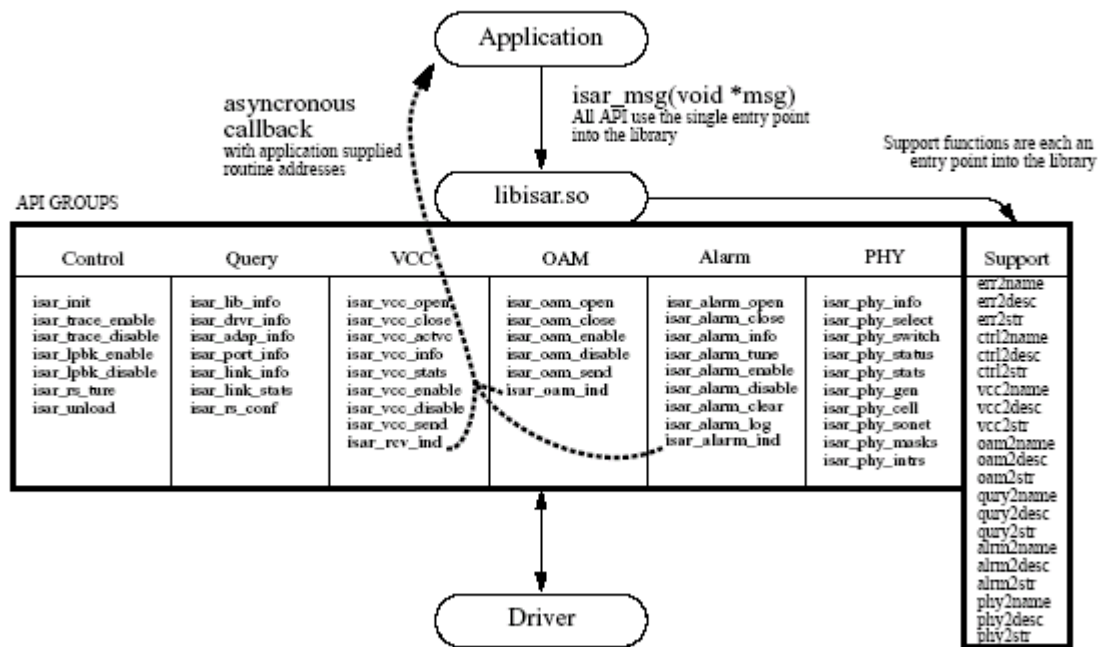 Application
asyncronous
callback
with application supplied
routine addresses
isar_msg(void *msg)
All API use the single entry point
into the library
Support functions are each an
entry point into the library
libisar.so
API GROUPS
Control
isar_init
isar_trace_enable
isar_trace_disable
isar_lpbk_enable
isar_lpbk_disable
isar_rs_ture
isar_unload
Query
isar_lib_info
isar_drvr_info
isar_adap_info
isar_port_info
isar_link_info
isar_link_stats
isar_rs_conf
VCC
isar_vcc_open
isar_vcc_close
isar_vcc_actvc
isar_vcc_info
isar_vcc_stats
isar_vcc_enable
isar_vcc_disable
isar_vcc_send
isar_rcv_ind
OAM
isar_oam_open
isar_oam_close
isar_oam_enable
isar_oam_disable
isar_oam_send
isar_oam_ind
Alarm
isar_alarm_open
isar_alarm_close
isar_alarm_info
isar_alarm_tune
isar_alarm_enable
isar_alarm_disable
isar_alarm_clear
isar_alarm_log
isar_alarm_ind
PHY
isar_phy_info
isar_phy_select
isar_phy_switch
isar_phy_status
isar_phy_stats
isar_phy_gen
isar_phy_cell
isar_phy_sonet
isar_phy_masks
isar_phy_intrs
Support
err2name
err2desc
err2str
ctrl2name
ctrl2desc
ctrl2str
vcc2name
vcc2desc
vcc2str
oam2name
oam2desc
oam2str
qury2name
qury2desc
qury2str
alrm2name
alrm2desc
alrm2str
phy2name
phy2desc
phy2str
Driver